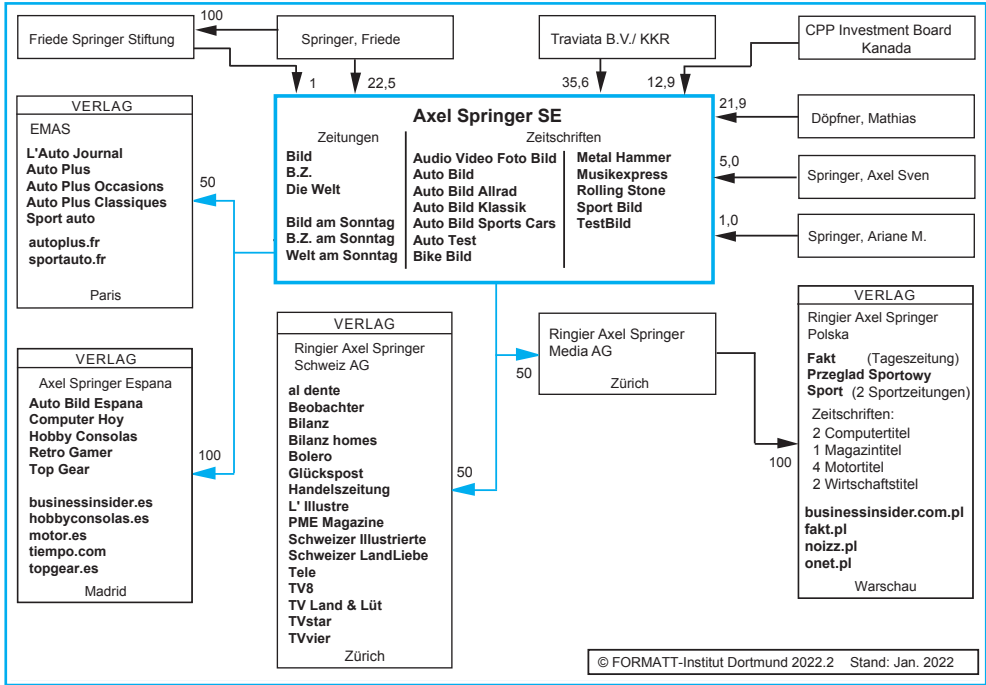 100
Friede Springer Stiftung
Springer, Friede
Traviata B.V./ KKR
CPP Investment Board
Kanada
1
22,5
35,6
12,9
Axel Springer SE
Zeitungen
Bild
B.Z.
Die Welt
Bild am Sonntag
B.Z. am Sonntag
Welt am Sonntag
Zeitschriften
Audio Video Foto Bild
Auto Bild
Auto Bild Allrad
Auto Bild Klassik
Auto Bild Sports Cars
Auto Test
Bike Bild
Metal Hammer
Musikexpress
Rolling Stone
Sport Bild
TestBild
21,9
Döpfner, Mathias
5,0
Springer, Axel Sven
1,0
Springer, Ariane M.
VERLAG
EMAS
L'Auto Journal
Auto Plus
Auto Plus Occasions
Auto Plus Classiques
Sport auto
autoplus.fr
sportauto.fr
Paris
50
VERLAG
Axel Springer Espana
Auto Bild Espana
Computer Hoy
Hobby Consolas
Retro Gamer
Top Gear
businessinsider.es
hobbyconsolas.es
motor.es
tiempo.com
topgear.es
Madrid
100
VERLAG
Ringier Axel Springer
Schweiz AG
al dente
Beobachter
Bilanz
Bilanz homes
Bolero
Glückspost
Handelszeitung
L' Illustre
PME Magazine
Schweizer Illustrierte
Schweizer LandLiebe
Tele
TV8
TV Land & Lüt
TVstar
TVvier
Zürich
50
Ringier Axel Springer
Media AG
Zürich
50
VERLAG
Ringier Axel Springer
Polska
Fakt (Tageszeitung)
Przeglad Sportowy
Sport (2 Sportzeitungen)
Zeitschriften:
2 Computertitel
1 Magazintitel
4 Motortitel
2 Wirtschaftstitel
businessinsider.com.pl
fakt.pl
noizz.pl
onet.pl
Warschau
100
© FORMATT-Institut Dortmund 2022.2 Stand: Jan. 2022